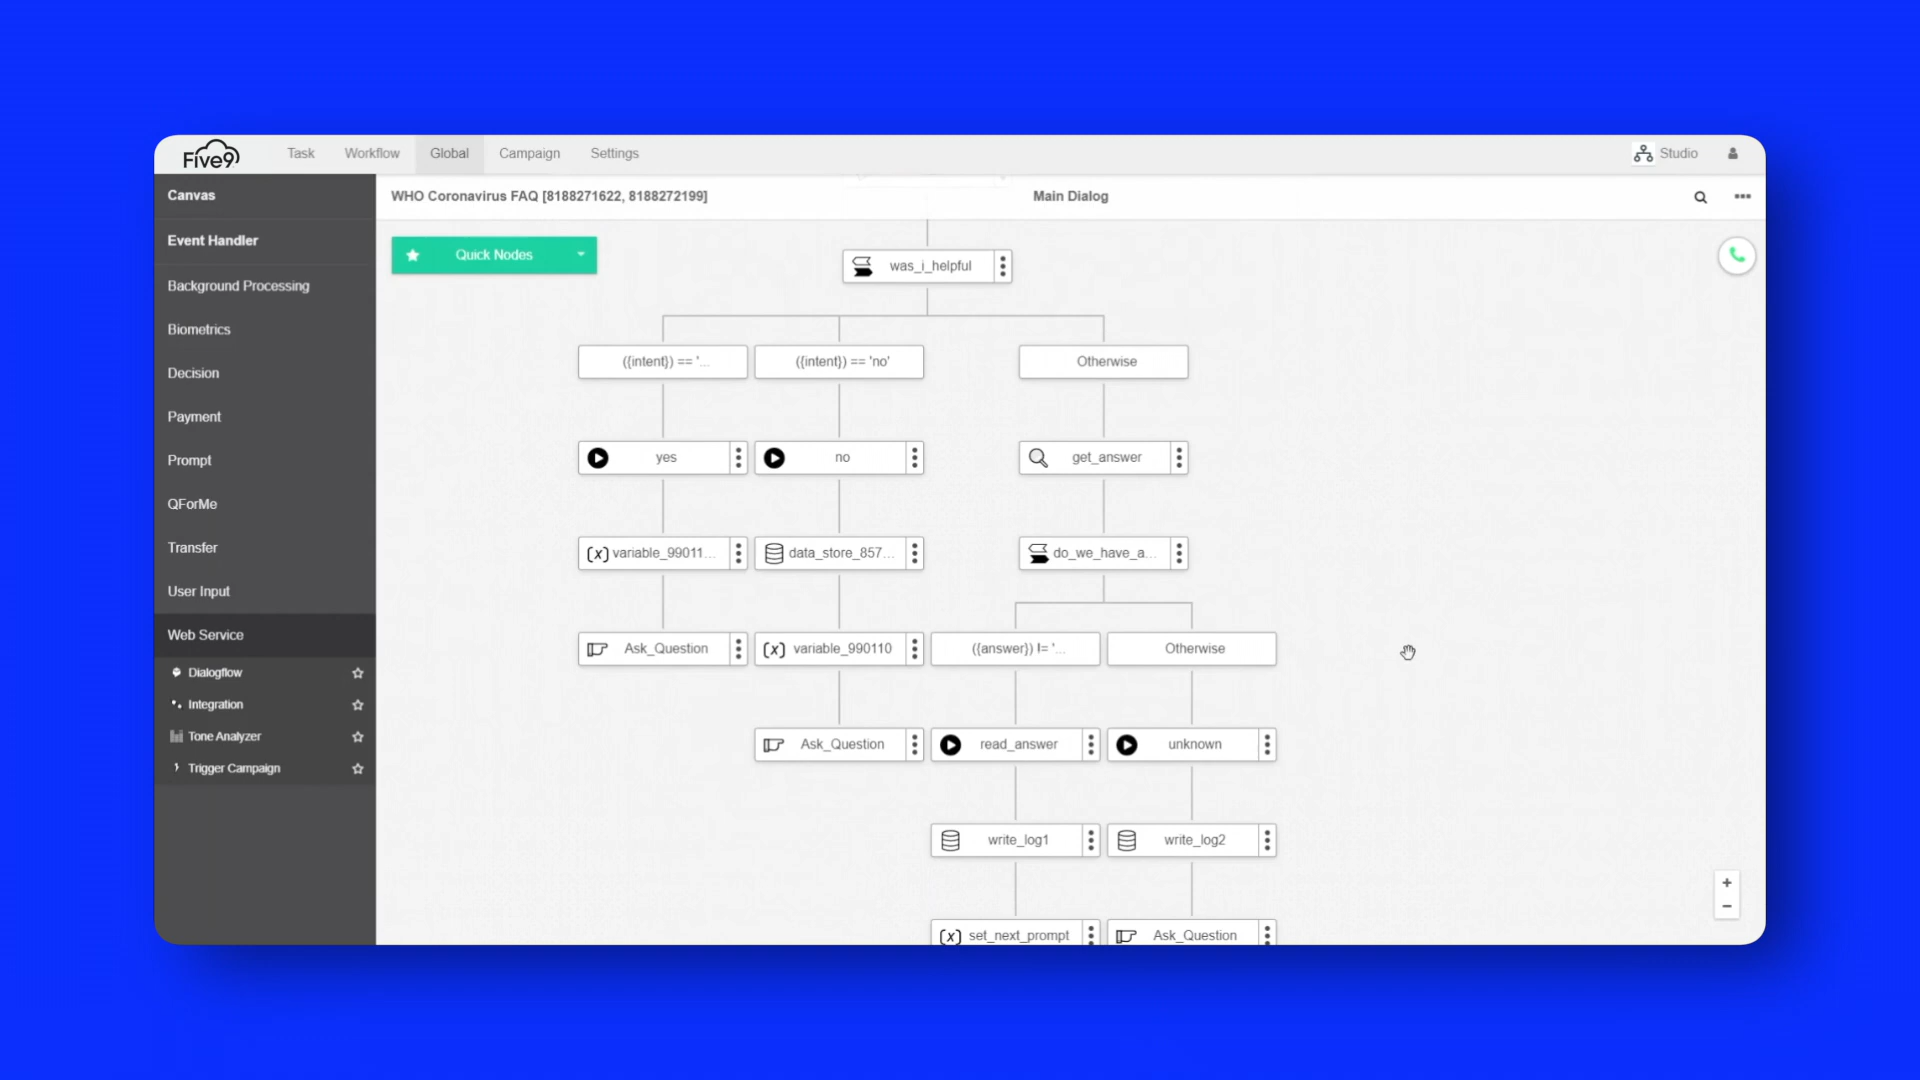 Five9
Task
Workflow
Global
Campaign
Settings
Studio
Canvas
WHO Coronavirus FAQ [8188271622, 8188272199]
Main Dialog
Event Handler
Background Processing
Biometrics
Decision
Payment
Prompt
QForMe
Transfer
User Input
Web Service
Dialogflow
Integration
Tone Analyzer
Trigger Campaign
Quick Nodes
was_i_helpful
({intent}) == '...
({intent}) == 'no'
Otherwise
yes
no
get_answer
(x) variable_99011...
data_store_857...
do_we_have_a...
Ask_Question
(x) variable_990110
({answer}) != '...
Otherwise
Ask_Question
read_answer
unknown
write_log1
write_log2
(x) set_next_prompt
Ask_Question
+
−